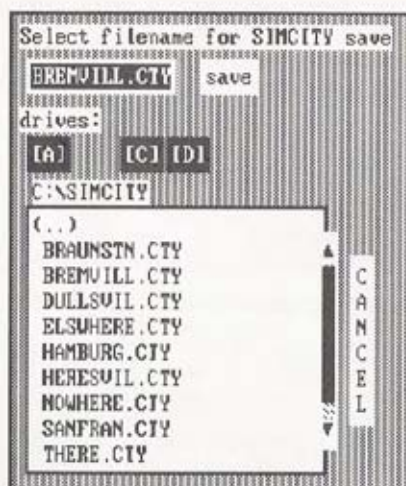 Select filename for SIMCITY save
BREMVILL.CTY save
drives:
[A] [C] [D]
C:\SIMCITY
(..)
BRAUNSTN.CTY
BREMVILL.CTY
DULLSVIL.CTY
ELSWHERE.CTY
HAMBURG.CTY
HERESVIL.CTY
NOWHERE.CTY
SANFRAN.CTY
THERE.CTY
CANCEL